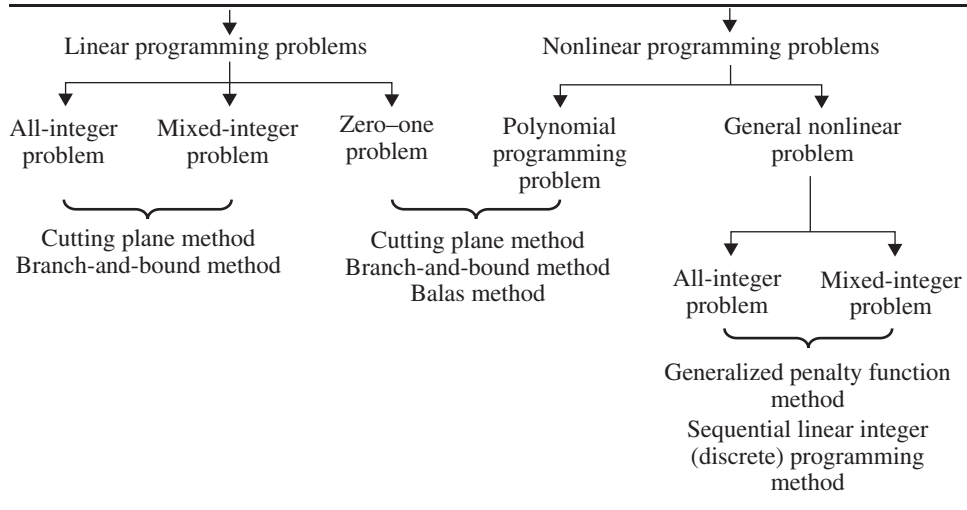 Linear programming problems
Nonlinear programming problems
All-integer
problem
Mixed-integer
problem
Zero–one
problem
Polynomial
programming
problem
General nonlinear
problem
Cutting plane method
Branch-and-bound method
Cutting plane method
Branch-and-bound method
Balas method
All-integer
problem
Mixed-integer
problem
Generalized penalty function
method
Sequential linear integer
(discrete) programming
method